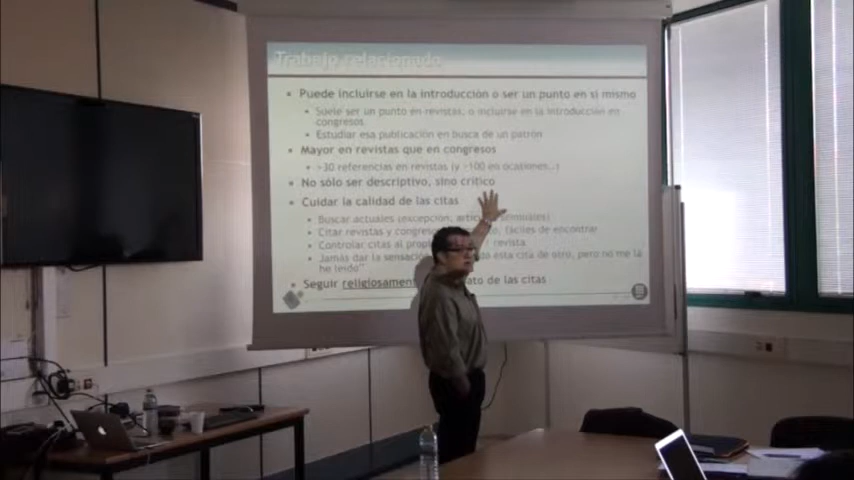 Trabajo relacionado
• Puede incluirse en la introducción o ser un punto en si mismo
• Suele ser un punto en revistas, o incluirse en la introducción en
congresos
• Estudiar esa publicación en busca de un patrón
• Mayor en revistas que en congresos
• ~30 referencias en revistas (y ~100 en ocasiones…)
• No sólo ser descriptivo, sino crítico
• Cuidar la calidad de las citas
• Buscar actuales (excepción, seminales)
• Citar revistas y fáciles de encontrar
• Controlar citas al revista
• Jamás dar la esta cita de otro, pero no me la
he leído"
• Seguir de las citas